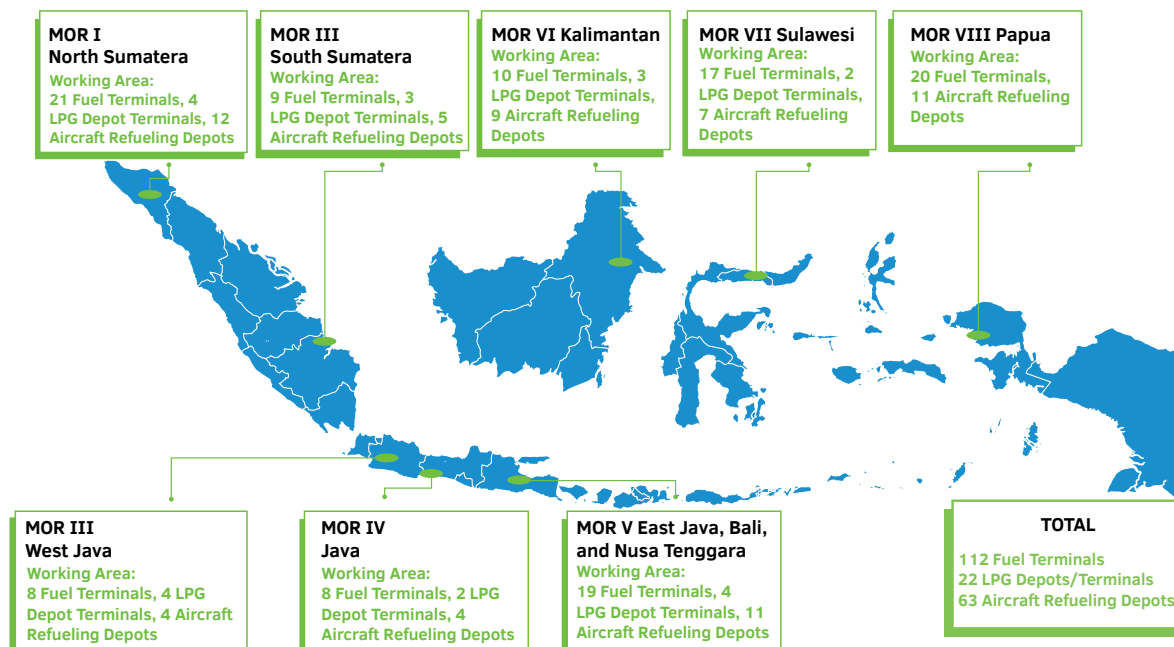 MOR I
North Sumatera
Working Area:
21 Fuel Terminals, 4
LPG Depot Terminals, 12
Aircraft Refueling Depots
MOR III
South Sumatera
Working Area:
9 Fuel Terminals, 3
LPG Depot Terminals, 5
Aircraft Refueling Depots
MOR VI Kalimantan
Working Area:
10 Fuel Terminals, 3
LPG Depot Terminals,
9 Aircraft Refueling
Depots
MOR VII Sulawesi
Working Area:
17 Fuel Terminals, 2
LPG Depot Terminals,
7 Aircraft Refueling
Depots
MOR VIII Papua
Working Area:
20 Fuel Terminals,
11 Aircraft Refueling
Depots
MOR III
West Java
Working Area:
8 Fuel Terminals, 4 LPG
Depot Terminals, 4 Aircraft
Refueling Depots
MOR IV
Java
Working Area:
8 Fuel Terminals, 2 LPG
Depot Terminals, 4
Aircraft Refueling Depots
MOR V East Java, Bali,
and Nusa Tenggara
Working Area:
19 Fuel Terminals, 4
LPG Depot Terminals, 11
Aircraft Refueling Depots
TOTAL
112 Fuel Terminals
22 LPG Depots/Terminals
63 Aircraft Refueling Depots